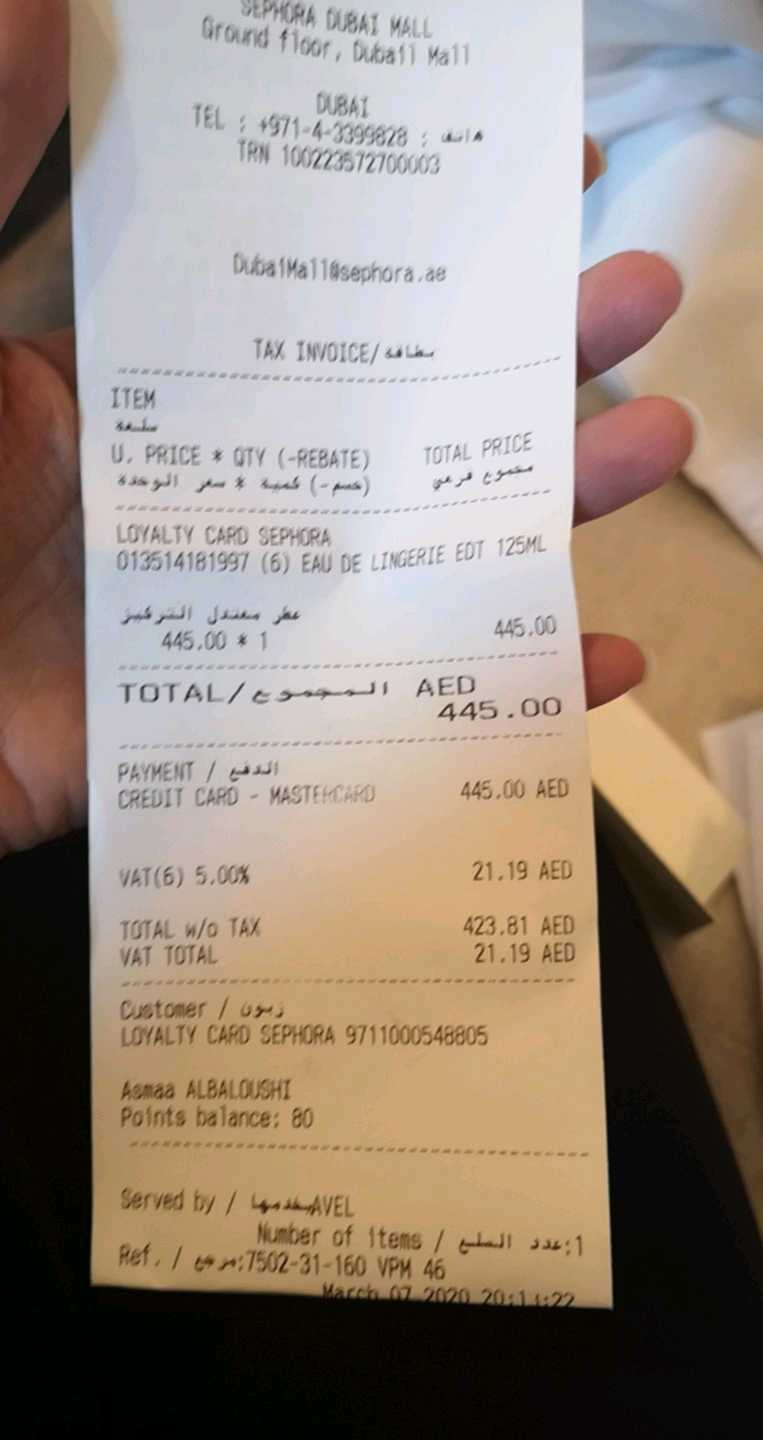 SEPHORA DUBAI MALL
Ground floor, Dubail Mall
DUBAI
TEL : +971-4-3399828 : هاتف
TRN 100223572700003
DubaiMall@sephora.ae
TAX INVOICE/بطاقة
ITEM
سلعة
U. PRICE * QTY (-REBATE) TOTAL PRICE
(خصم-) كمية * سعر الوحدة مجموع فرعي
LOYALTY CARD SEPHORA
013514181997 (6) EAU DE LINGERIE EDT 125ML
عطر معتدل التركيز
445.00 * 1 445.00
TOTAL/المجموع AED
445.00
PAYMENT / الدفع
CREDIT CARD - MASTERCARD 445.00 AED
VAT(6) 5.00% 21.19 AED
TOTAL w/o TAX 423.81 AED
VAT TOTAL 21.19 AED
Customer / زبون
LOYALTY CARD SEPHORA 9711000548805
Asmaa ALBALOUSHI
Points balance: 80
Served by / AVEL
Number of items / عدد السلع:1
Ref. / مرجع:7502-31-160 VPM 46
March 07 2020 20:11:22